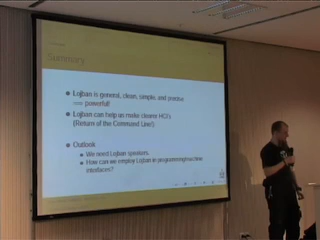 Summary
Lojban is general, clean, simple, and precise
⟹ powerful!
Lojban can help us make clearer HCI's
(Return of the Command Line!)
Outlook
We need Lojban speakers.
How can we employ Lojban in programming/machine
interfaces?